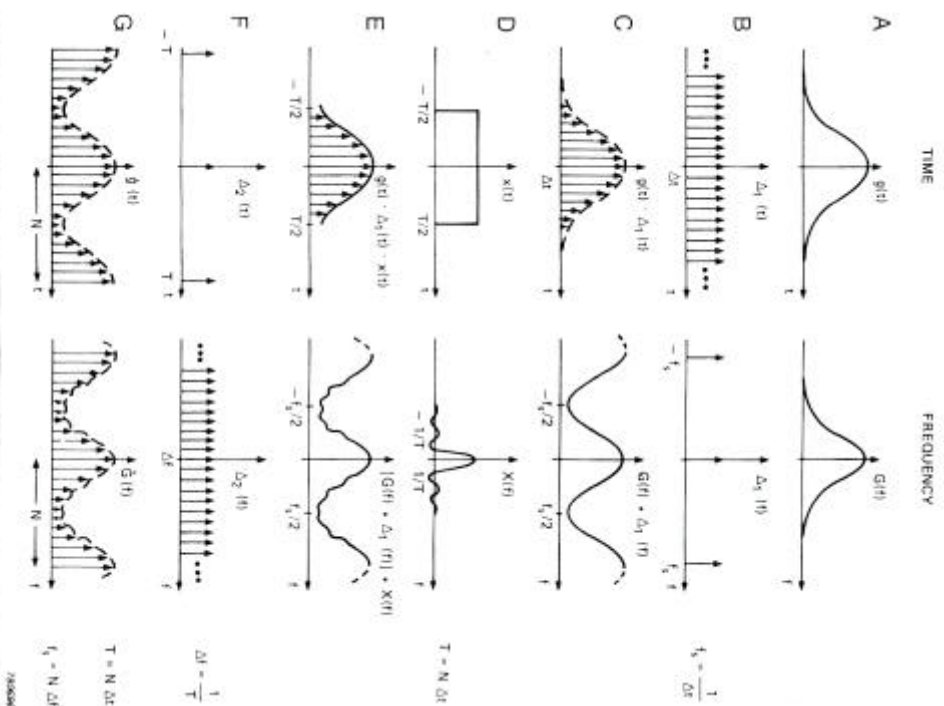 TIME FREQUENCY
A g(t) t G(f) f
B ••• Δ₁ (t) Δt ••• t −fₛ Δ₁ (f) fₛ f fₛ = 1/Δt
C g(t) · Δ₁ (t) Δt t −fₛ/2 G(f) * Δ₁ (f) fₛ/2 f
D −T/2 x(t) T/2 t −1/T X(f) 1/T f T = N Δt
E −T/2 g(t) · Δ₁ (t) · x(t) T/2 t −fₛ/2 [G(f) * Δ₁ (f)] * X(f) fₛ/2 f
F −T Δ₂ (t) T t ••• Δf Δ₂ (f) ••• f Δf = 1/T
G g̃ (t) N t G̃ (f) N f T = N Δt
fₛ = N Δf